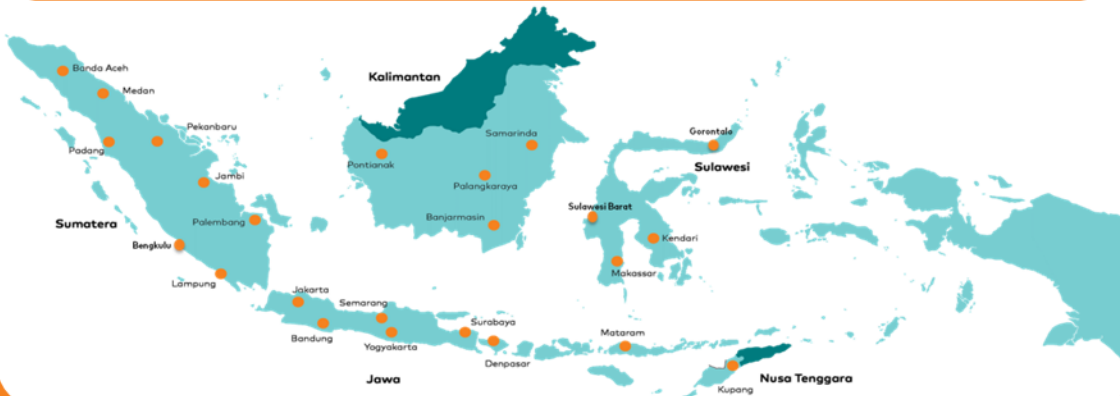 Banda Aceh
Medan
Pekanbaru
Padang
Jambi
Palembang
Sumatera
Bengkulu
Lampung
Kalimantan
Samarinda
Pontianak
Palangkaraya
Banjarmasin
Gorontalo
Sulawesi
Sulawesi Barat
Kendari
Makassar
Jakarta
Semarang
Bandung
Yogyakarta
Surabaya
Denpasar
Jawa
Mataram
Nusa Tenggara
Kupang